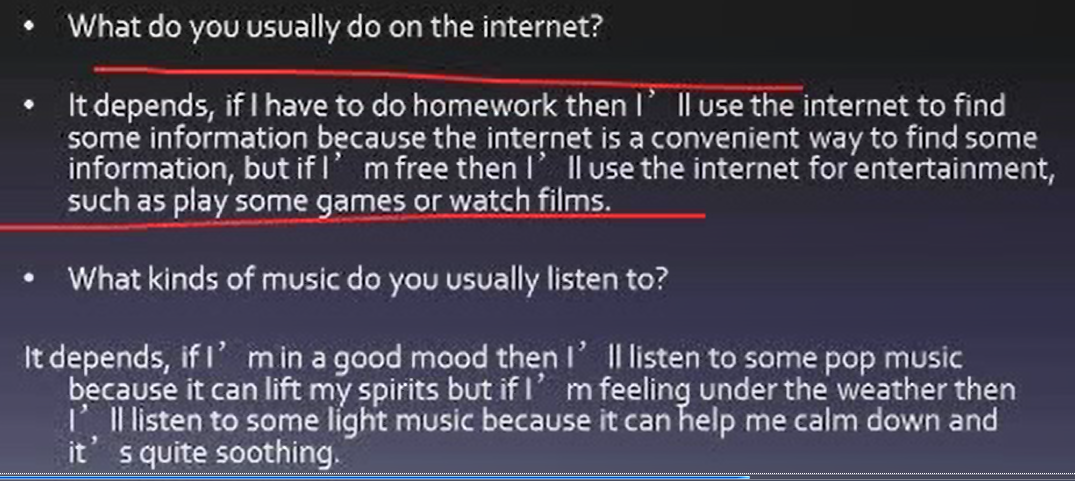 • What do you usually do on the internet?
• It depends, if I have to do homework then I’ ll use the internet to find
some information because the internet is a convenient way to find some
information, but if I’ m free then I’ ll use the internet for entertainment,
such as play some games or watch films.
• What kinds of music do you usually listen to?
It depends, if I’ m in a good mood then I’ ll listen to some pop music
because it can lift my spirits but if I’ m feeling under the weather then
I’ ll listen to some light music because it can help me calm down and
it’ s quite soothing.